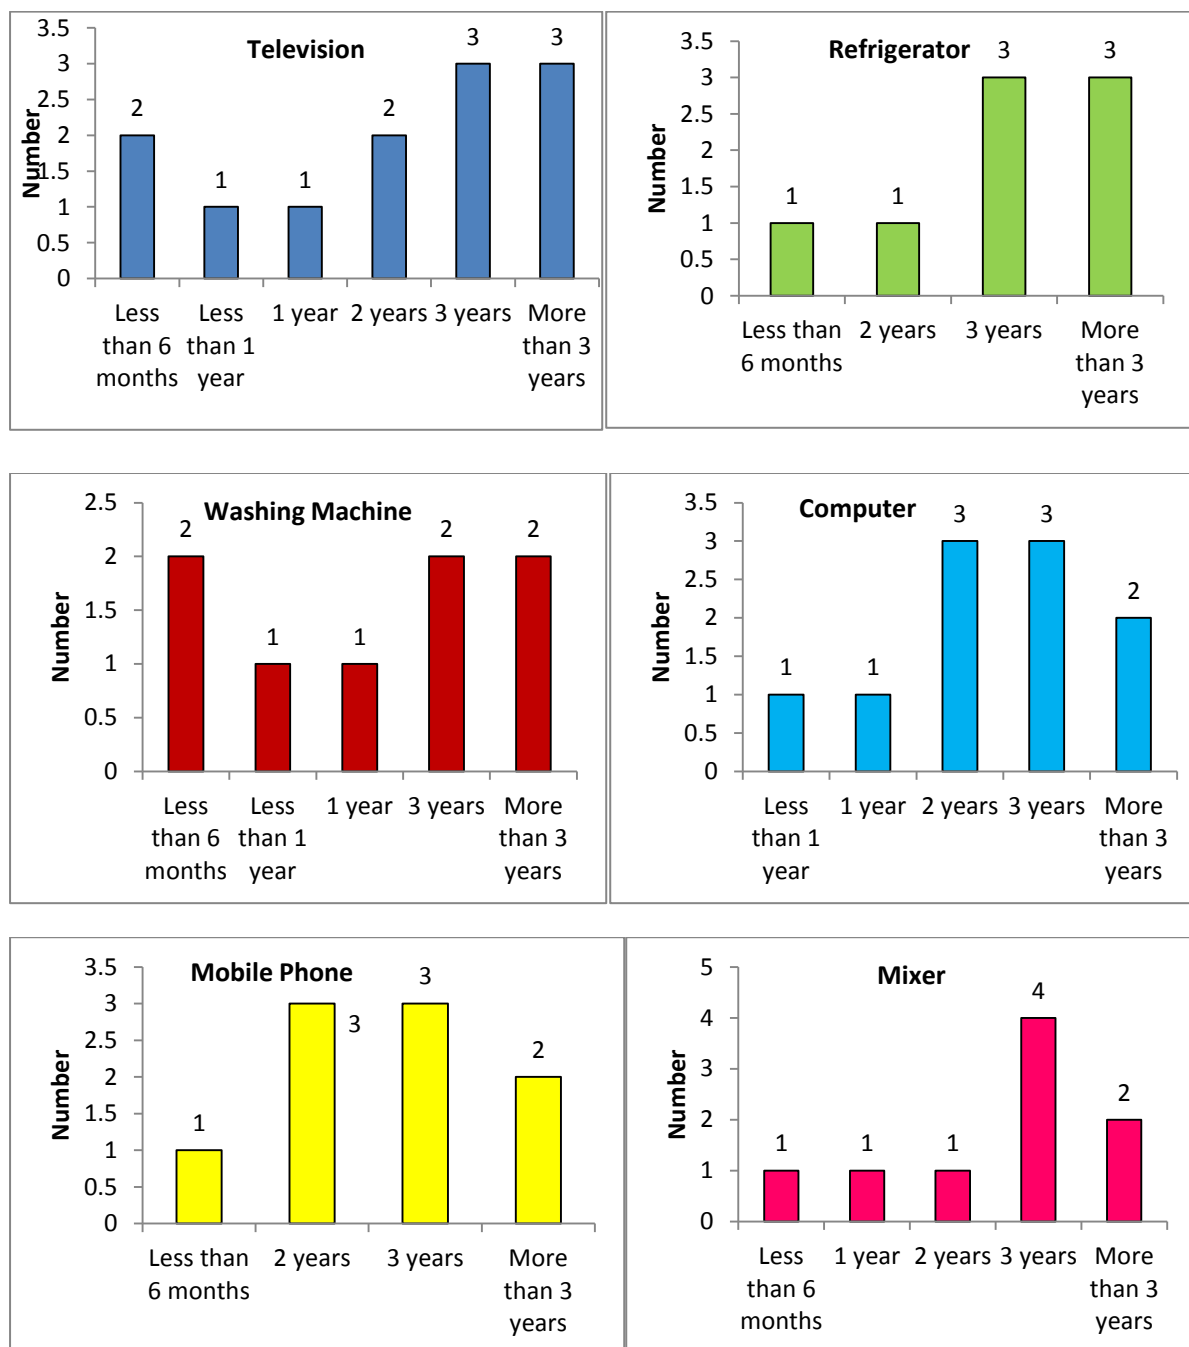 Television
Number
3.5
3
2.5
2
1.5
1
0.5
0
2
1
1
2
3
3
Less than 6 months
Less than 1 year
1 year
2 years
3 years
More than 3 years
Refrigerator
Number
3.5
3
2.5
2
1.5
1
0.5
0
1
1
3
3
Less than 6 months
2 years
3 years
More than 3 years
Washing Machine
Number
2.5
2
1.5
1
0.5
0
2
1
1
2
2
Less than 6 months
Less than 1 year
1 year
3 years
More than 3 years
Computer
Number
3.5
3
2.5
2
1.5
1
0.5
0
1
1
3
3
2
Less than 1 year
1 year
2 years
3 years
More than 3 years
Mobile Phone
Number
3.5
3
2.5
2
1.5
1
0.5
0
1
3
3
2
Less than 6 months
2 years
3 years
More than 3 years
Mixer
Number
5
4
3
2
1
0
1
1
1
4
2
Less than 6 months
1 year
2 years
3 years
More than 3 years